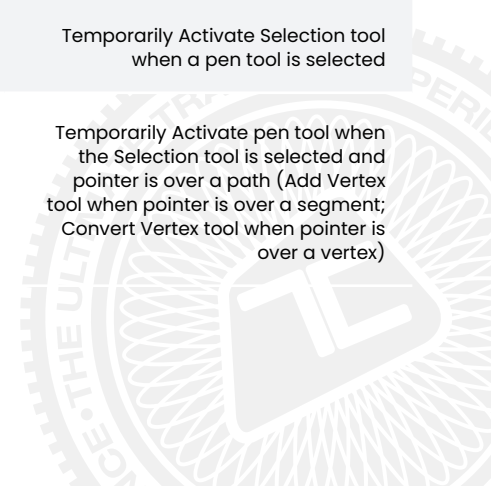 Temporarily Activate Selection tool
when a pen tool is selected
Temporarily Activate pen tool when
the Selection tool is selected and
pointer is over a path (Add Vertex
tool when pointer is over a segment;
Convert Vertex tool when pointer is
over a vertex)
THE